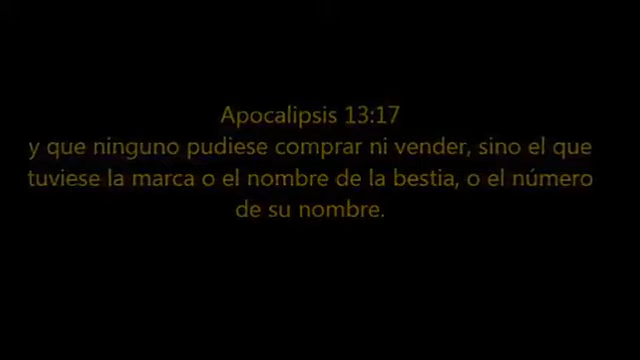 Apocalipsis 13:17
y que ninguno pudiese comprar ni vender, sino el que
tuviese la marca o el nombre de la bestia, o el número
de su nombre.